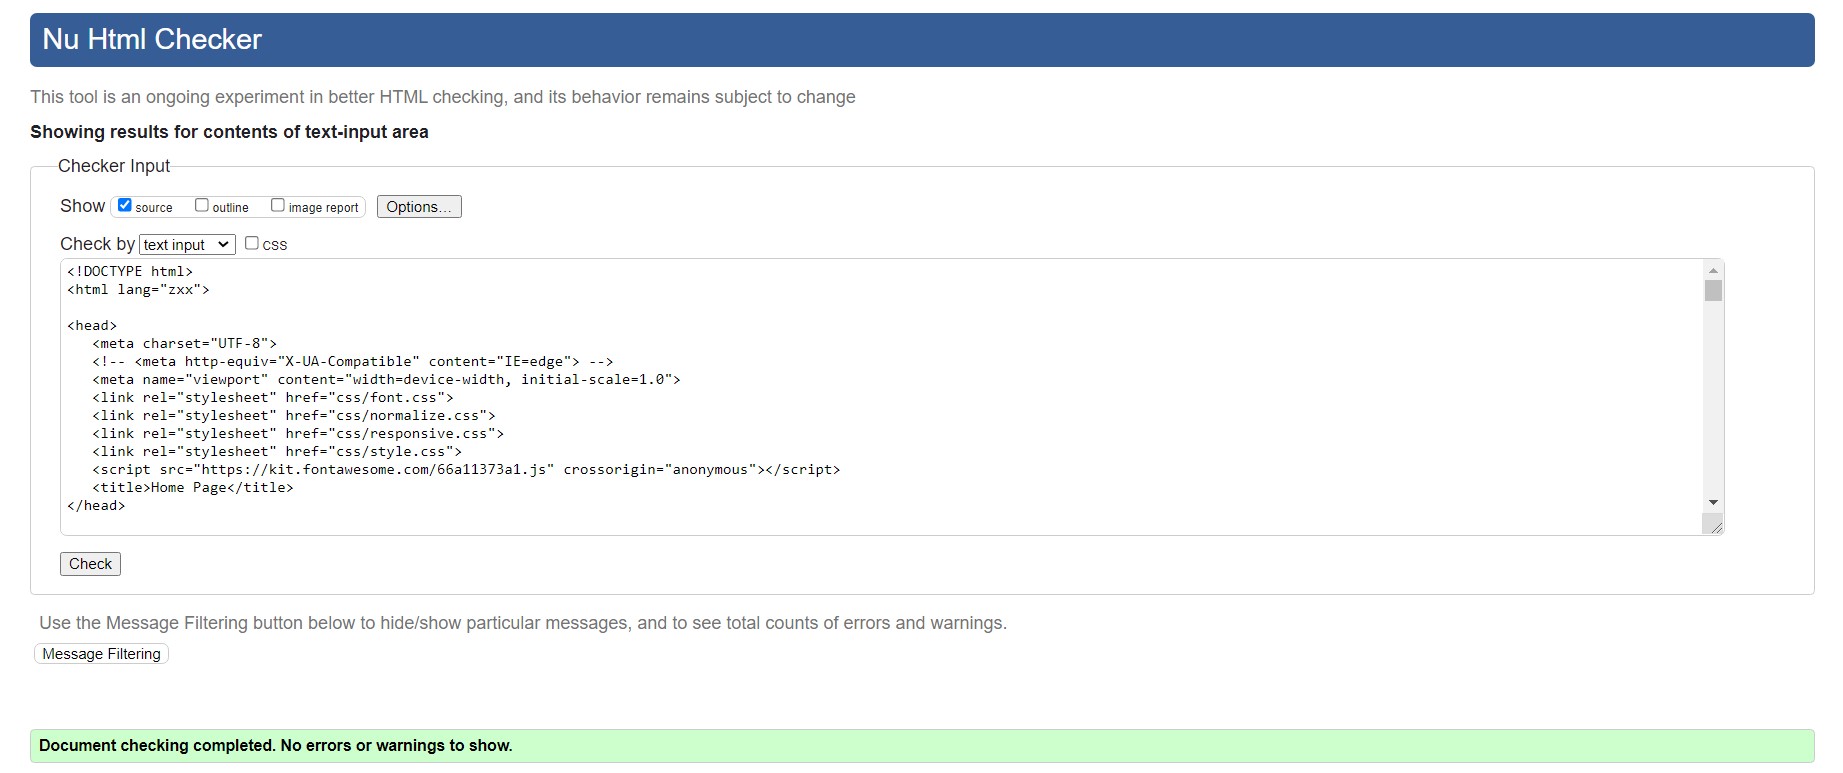 Nu Html Checker
This tool is an ongoing experiment in better HTML checking, and its behavior remains subject to change
Showing results for contents of text-input area
Checker Input
Show source outline image report Options...
Check by text input css
<!DOCTYPE html>
<html lang="zxx">
<head>
<meta charset="UTF-8">
<!-- <meta http-equiv="X-UA-Compatible" content="IE=edge"> -->
<meta name="viewport" content="width=device-width, initial-scale=1.0">
<link rel="stylesheet" href="css/font.css">
<link rel="stylesheet" href="css/normalize.css">
<link rel="stylesheet" href="css/responsive.css">
<link rel="stylesheet" href="css/style.css">
<script src="https://kit.fontawesome.com/66a11373a1.js" crossorigin="anonymous"></script>
<title>Home Page</title>
</head>
Check
Use the Message Filtering button below to hide/show particular messages, and to see total counts of errors and warnings.
Message Filtering
Document checking completed. No errors or warnings to show.